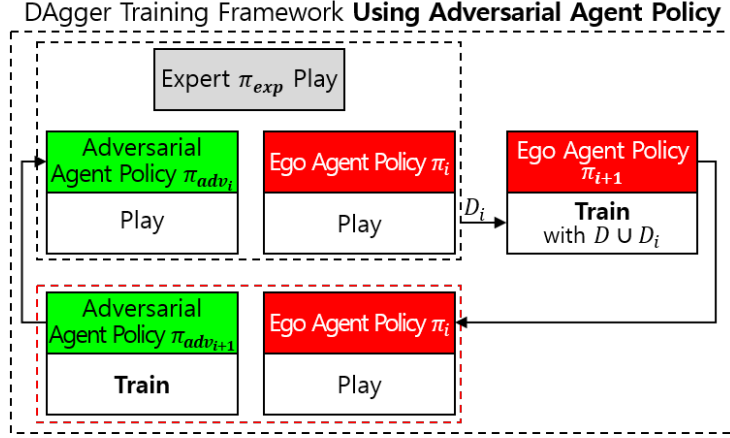 DAgger Training Framework Using Adversarial Agent Policy
Expert π_exp Play
Adversarial
Agent Policy π_adv_i
Play
Ego Agent Policy π_i
Play
D_i
Ego Agent Policy
π_i+1
Train
with D ∪ D_i
Adversarial
Agent Policy π_adv_i+1
Train
Ego Agent Policy π_i
Play